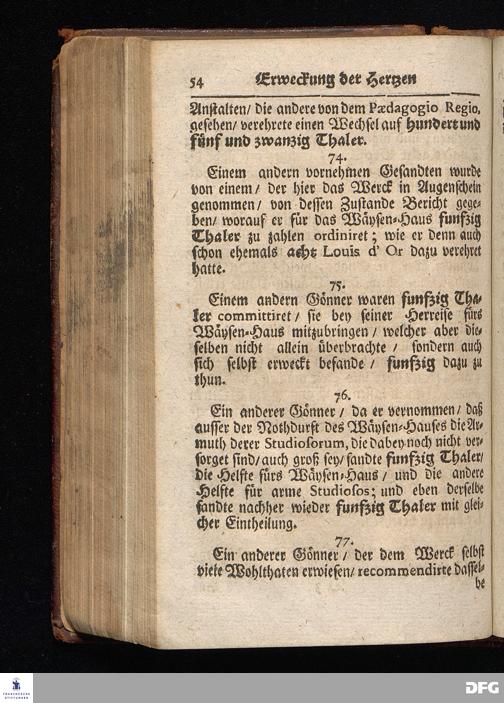 54 Erweckung der Hertzen
Anstalten/ die andere von dem Pædagogio Regio,
gesehen/ verehrete einen Wechsel auf hundert und
fünf und zwanzig Thaler.
74.
Einem andern vornehmen Gesandten wurde
von einem/ der hier das Werck in Augenschein
genommen/ von dessen Zustande Bericht gege-
ben/ worauf er für das Wäysen-Haus funfzig
Thaler zu zahlen ordiniret; wie er denn auch
schon ehemals acht Louis d' Or dazu verehret
hatte.
75.
Einem andern Gönner waren funfzig Tha-
ler committiret/ sie bey seiner Herreise fürs
Wäysen-Haus mitzubringen/ welcher aber die-
selben nicht allein überbrachte/ sondern auch
sich selbst erweckt befande/ funfzig dazu zu
thun.
76.
Ein anderer Gönner/ da er vernommen/ daß
ausser der Nothdurft des Wäysen-Hauses die Ar-
muth derer Studiosorum, die dabey noch nicht ver-
sorget sind/ auch groß sey/ sandte funfzig Thaler/
die Helfte fürs Wäysen-Haus/ und die andere
Helfte für arme Studiosos; und eben derselbe
sandte nachher wieder funfzig Thaler mit glei-
cher Eintheilung.
77.
Ein anderer Gönner/ der dem Werck selbst
viele Wohlthaten erwiesen/ recommendirte dassel-
be
FRANCKESCHE
STIFTUNGEN
DFG